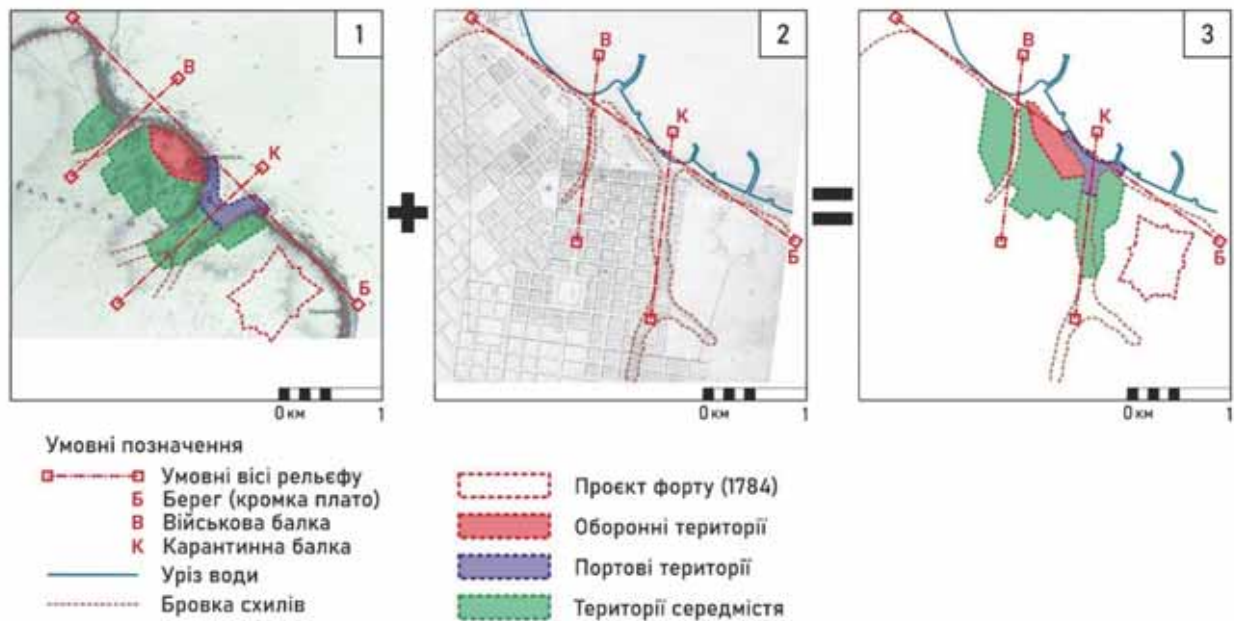 1
В
К
Б
0 км 1
+
2
В
К
Б
0 км 1
=
3
В
К
Б
0 км 1
Умовні позначення
Умовні вісі рельєфу
Б Берег (кромка плато)
В Військова балка
К Карантинна балка
Уріз води
Бровка схилів
Проєкт форту (1784)
Оборонні території
Портові території
Території середмістя